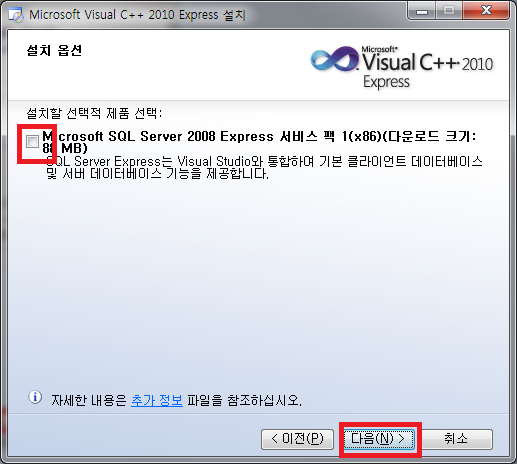 Microsoft Visual C++ 2010 Express 설치
설치 옵션
Microsoft®
Visual C++ 2010
Express
설치할 선택적 제품 선택:
Microsoft SQL Server 2008 Express 서비스 팩 1(x86)(다운로드 크기:
88 MB)
SQL Server Express는 Visual Studio와 통합하여 기본 클라이언트 데이터베이스
및 서버 데이터베이스 기능을 제공합니다.
자세한 내용은 추가 정보 파일을 참조하십시오.
< 이전(P) 다음(N) > 취소